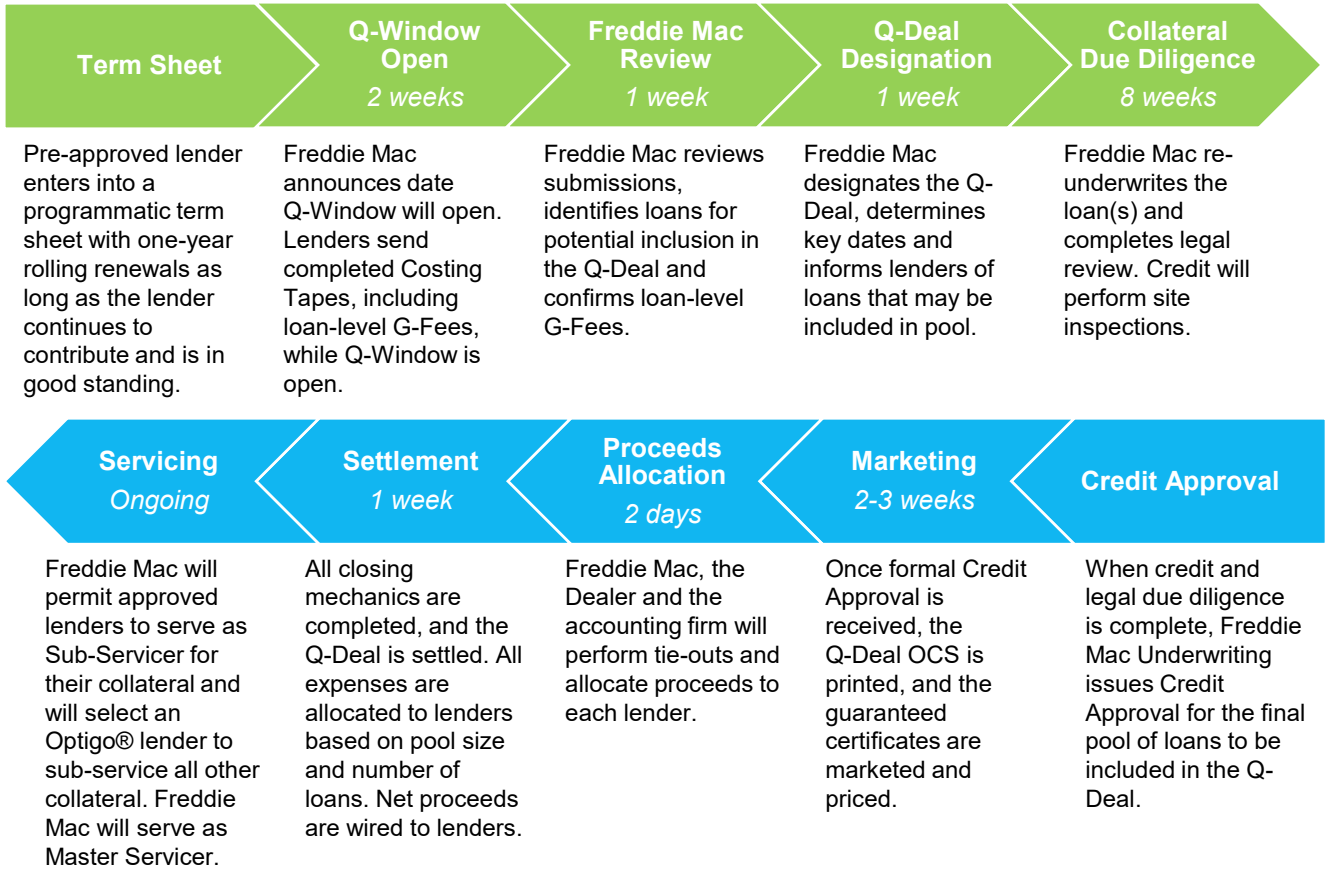 Term Sheet
Q-Window
Open
2 weeks
Freddie Mac
Review
1 week
Q-Deal
Designation
1 week
Collateral
Due Diligence
8 weeks
Pre-approved lender
enters into a
programmatic term
sheet with one-year
rolling renewals as
long as the lender
continues to
contribute and is in
good standing.
Freddie Mac
announces date
Q-Window will open.
Lenders send
completed Costing
Tapes, including
loan-level G-Fees,
while Q-Window is
open.
Freddie Mac reviews
submissions,
identifies loans for
potential inclusion in
the Q-Deal and
confirms loan-level
G-Fees.
Freddie Mac
designates the Q-
Deal, determines
key dates and
informs lenders of
loans that may be
included in pool.
Freddie Mac re-
underwrites the
loan(s) and
completes legal
review. Credit will
perform site
inspections.
Servicing
Ongoing
Settlement
1 week
Proceeds
Allocation
2 days
Marketing
2-3 weeks
Credit Approval
Freddie Mac will
permit approved
lenders to serve as
Sub-Servicer for
their collateral and
will select an
Optigo® lender to
sub-service all other
collateral. Freddie
Mac will serve as
Master Servicer.
All closing
mechanics are
completed, and the
Q-Deal is settled. All
expenses are
allocated to lenders
based on pool size
and number of
loans. Net proceeds
are wired to lenders.
Freddie Mac, the
Dealer and the
accounting firm will
perform tie-outs and
allocate proceeds to
each lender.
Once formal Credit
Approval is
received, the
Q-Deal OCS is
printed, and the
guaranteed
certificates are
marketed and
priced.
When credit and
legal due diligence
is complete, Freddie
Mac Underwriting
issues Credit
Approval for the final
pool of loans to be
included in the Q-
Deal.